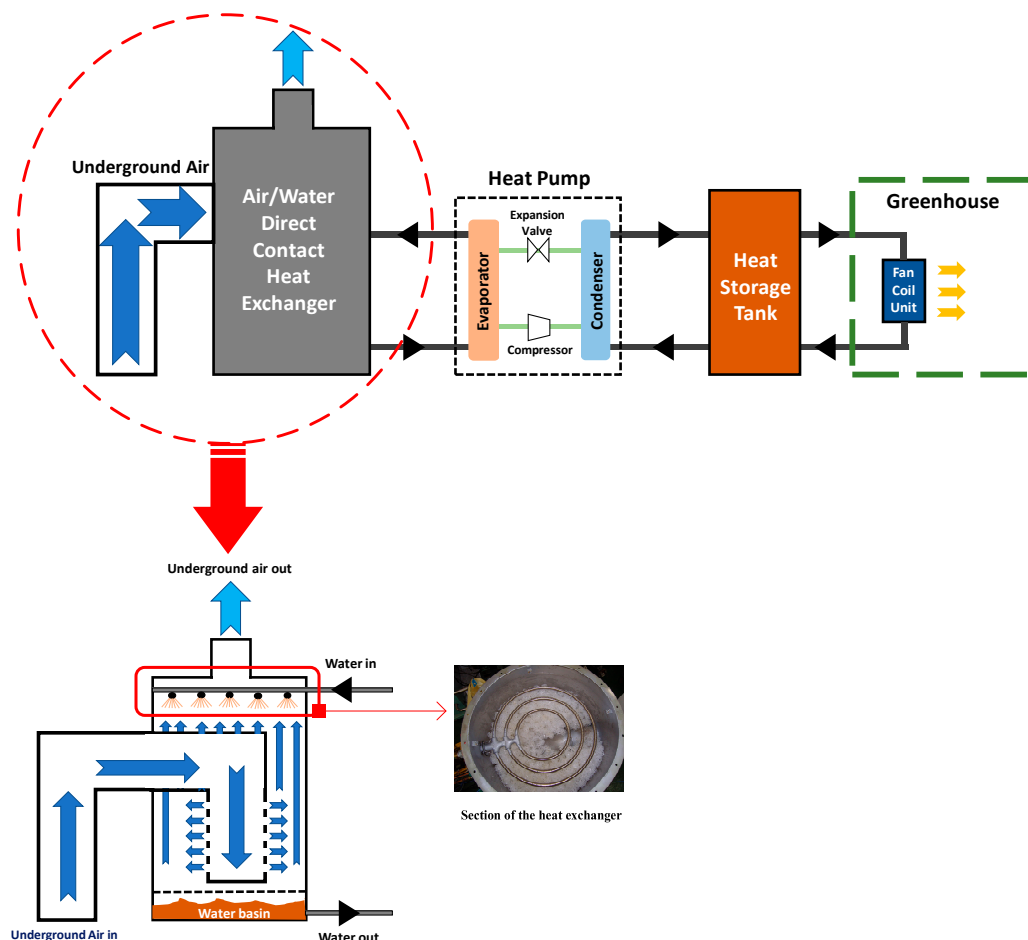 Underground Air
Air/Water
Direct
Contact
Heat
Exchanger
Heat Pump
Expansion
Valve
Evaporator
Condenser
Compressor
Heat
Storage
Tank
Greenhouse
Fan
Coil
Unit
Underground air out
Water in
Section of the heat exchanger
Water basin
Underground Air in
Water out